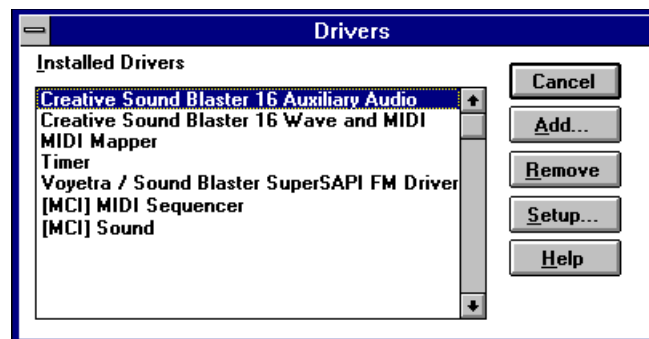 Drivers
Installed Drivers
Creative Sound Blaster 16 Auxiliary Audio
Creative Sound Blaster 16 Wave and MIDI
MIDI Mapper
Timer
Voyetra / Sound Blaster SuperSAPI FM Driver
[MCI] MIDI Sequencer
[MCI] Sound
Cancel
Add...
Remove
Setup...
Help